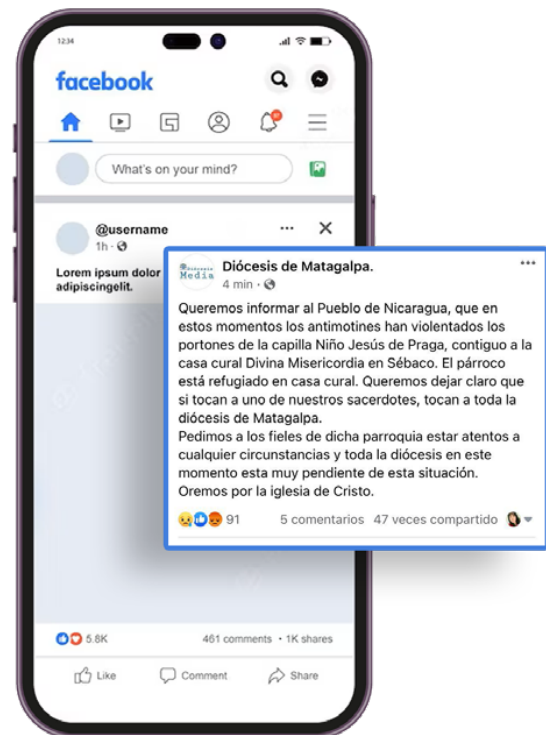 12:34
facebook
What's on your mind?
@username
1h ·
Lorem ipsum dolor
adipiscingelit.
Media
Diócesis de Matagalpa.
4 min ·
Queremos informar al Pueblo de Nicaragua, que en
estos momentos los antimotines han violentados los
portones de la capilla Niño Jesús de Praga, contiguo a la
casa cural Divina Misericordia en Sébaco. El párroco
está refugiado en casa cural. Queremos dejar claro que
si tocan a uno de nuestros sacerdotes, tocan a toda la
diócesis de Matagalpa.
Pedimos a los fieles de dicha parroquia estar atentos a
cualquier circunstancias y toda la diócesis en este
momento esta muy pendiente de esta situación.
Oremos por la iglesia de Cristo.
91 5 comentarios 47 veces compartido
5.8K 461 comments · 1K shares
Like Comment Share